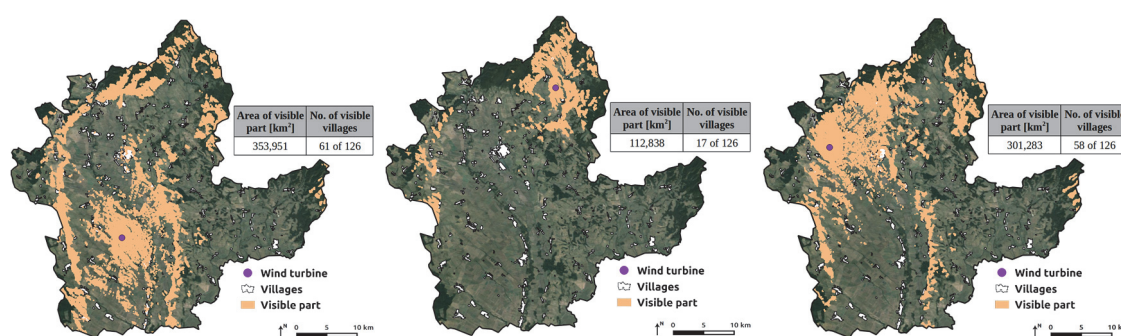 Area of visible part [km²] No. of visible villages
353,951 61 of 126
Wind turbine
Villages
Visible part
N 0 5 10 km
Area of visible part [km²] No. of visible villages
112,838 17 of 126
Wind turbine
Villages
Visible part
N 0 5 10 km
Area of visible part [km²] No. of visible villages
301,283 58 of 126
Wind turbine
Villages
Visible part
N 0 5 10 km